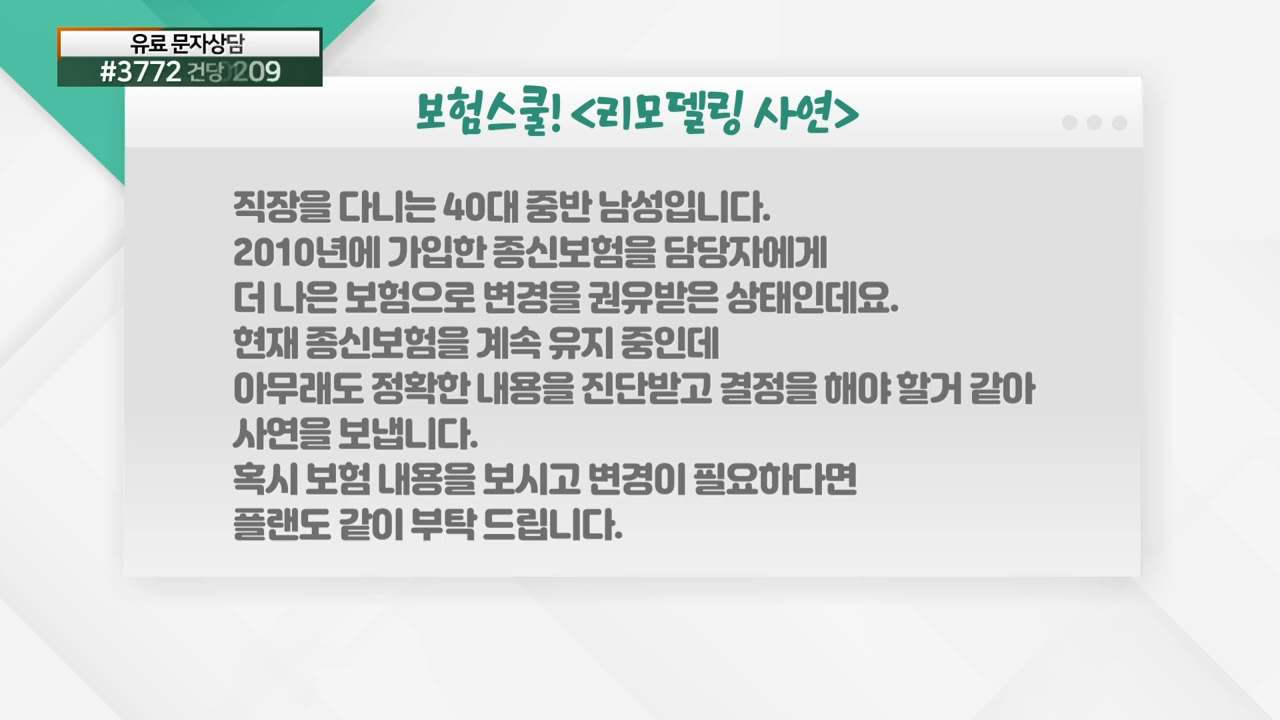 유료 문자상담
#3772 건당 209
보험스쿨! <리모델링 사연>
직장을 다니는 40대 중반 남성입니다.
2010년에 가입한 종신보험을 담당자에게
더 나은 보험으로 변경을 권유받은 상태인데요.
현재 종신보험을 계속 유지 중인데
아무래도 정확한 내용을 진단받고 결정을 해야 할거 같아
사연을 보냅니다.
혹시 보험 내용을 보시고 변경이 필요하다면
플랜도 같이 부탁 드립니다.